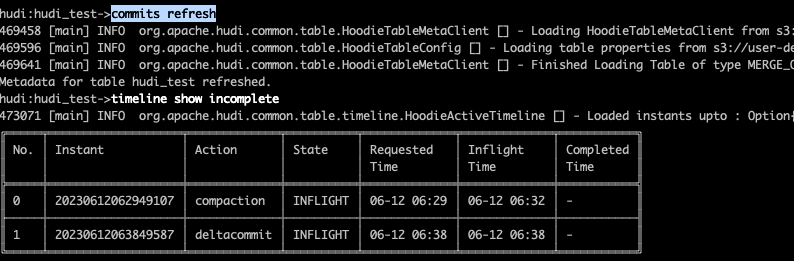 hudi:hudi_test->commits refresh
469458 [main] INFO  org.apache.hudi.common.table.HoodieTableMetaClient [] - Loading HoodieTableMetaClient from s3:
469596 [main] INFO  org.apache.hudi.common.table.HoodieTableConfig [] - Loading table properties from s3://user-de
469641 [main] INFO  org.apache.hudi.common.table.HoodieTableMetaClient [] - Finished Loading Table of type MERGE_O
Metadata for table hudi_test refreshed.
hudi:hudi_test->timeline show incomplete
473071 [main] INFO  org.apache.hudi.common.table.timeline.HoodieActiveTimeline [] - Loaded instants upto : Option{
No. Instant Action State Requested Inflight Completed
Time Time Time
0 20230612062949107 compaction INFLIGHT 06-12 06:29 06-12 06:32 -
1 20230612063849587 deltacommit INFLIGHT 06-12 06:38 06-12 06:38 -